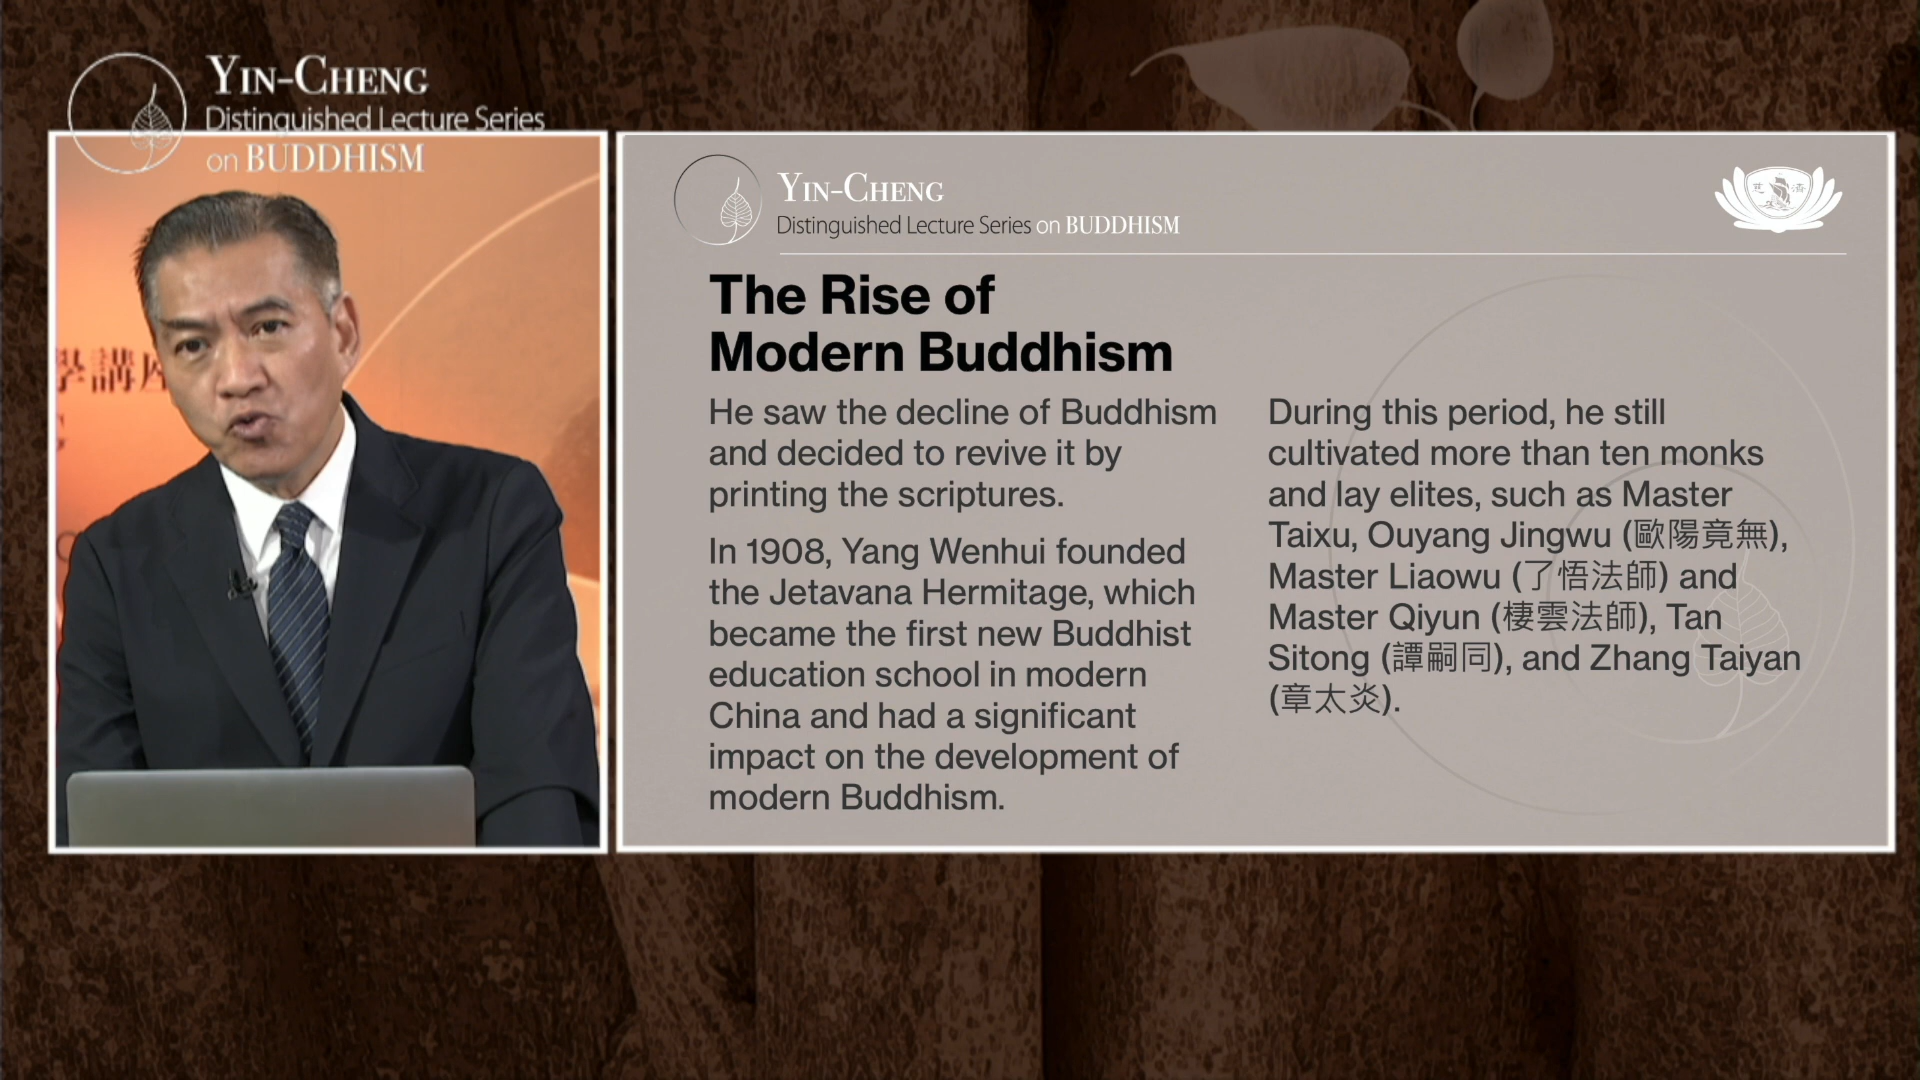 YIN-CHENG
Distinguished Lecture Series
on BUDDHISM
學講座
YIN-CHENG
Distinguished Lecture Series on BUDDHISM
慈濟
The Rise of
Modern Buddhism
He saw the decline of Buddhism
and decided to revive it by
printing the scriptures.
In 1908, Yang Wenhui founded
the Jetavana Hermitage, which
became the first new Buddhist
education school in modern
China and had a significant
impact on the development of
modern Buddhism.
During this period, he still
cultivated more than ten monks
and lay elites, such as Master
Taixu, Ouyang Jingwu (歐陽竟無),
Master Liaowu (了悟法師) and
Master Qiyun (棲雲法師), Tan
Sitong (譚嗣同), and Zhang Taiyan
(章太炎).